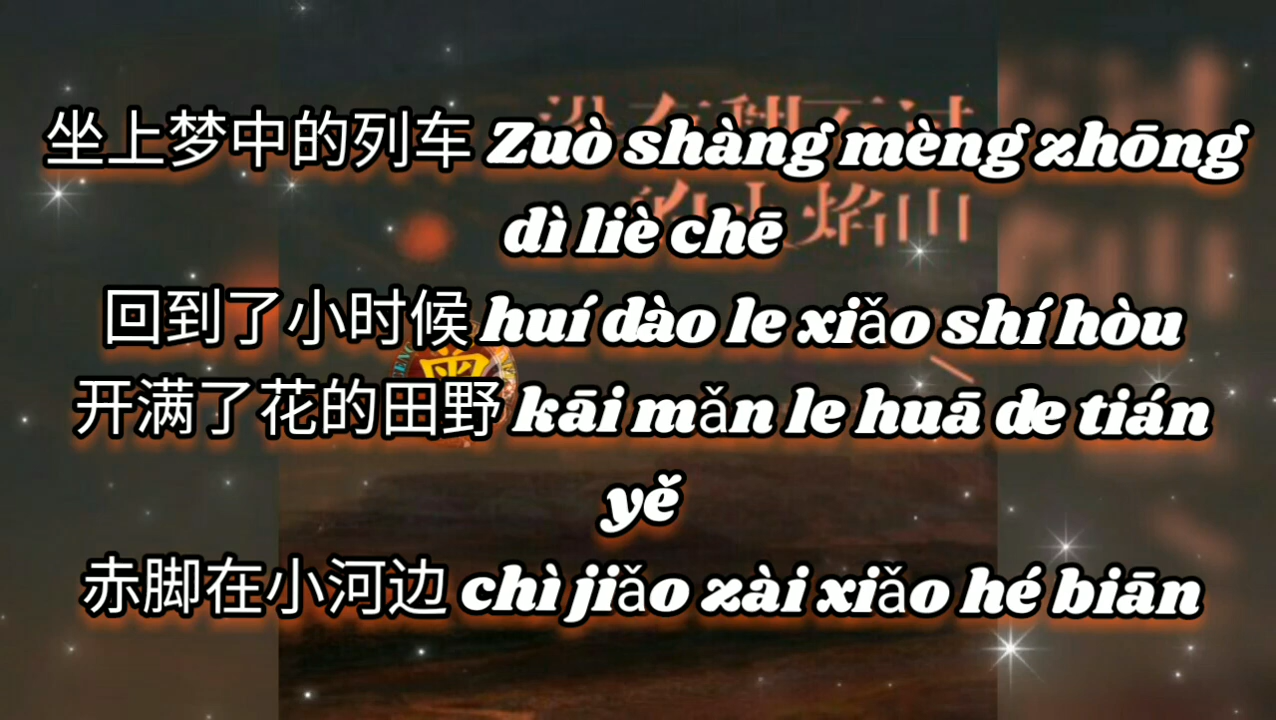 坐上梦中的列车 Zuò shàng mèng zhōng
dì liè chē
回到了小时候 huí dào le xiǎo shí hòu
开满了花的田野 kāi mǎn le huā de tián
yě
赤脚在小河边 chì jiǎo zài xiǎo hé biān